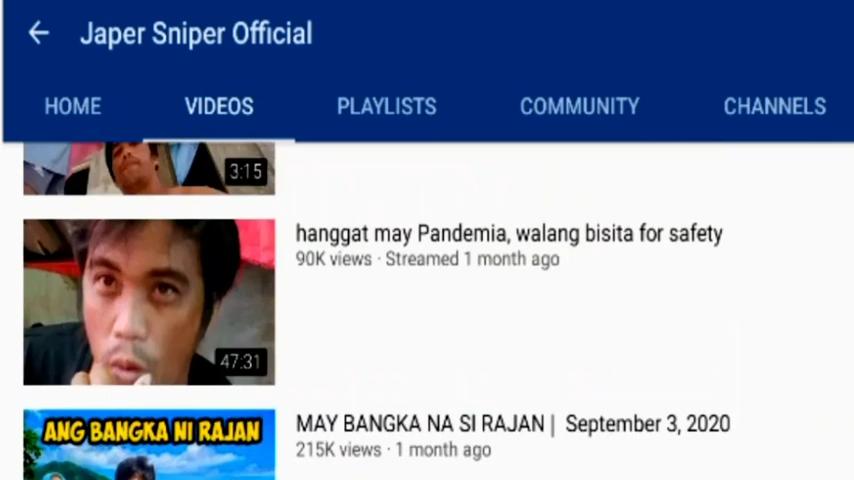 Japer Sniper Official
HOME VIDEOS PLAYLISTS COMMUNITY CHANNELS
3:15
hanggat may Pandemia, walang bisita for safety
90K views · Streamed 1 month ago
47:31
ANG BANGKA NI RAJAN
MAY BANGKA NA SI RAJAN | September 3, 2020
215K views · 1 month ago